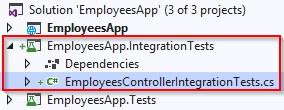 Solution 'EmployeesApp' (3 of 3 projects)
EmployeesApp
EmployeesApp.IntegrationTests
Dependencies
C# EmployeesControllerIntegrationTests.cs
EmployeesApp.Tests